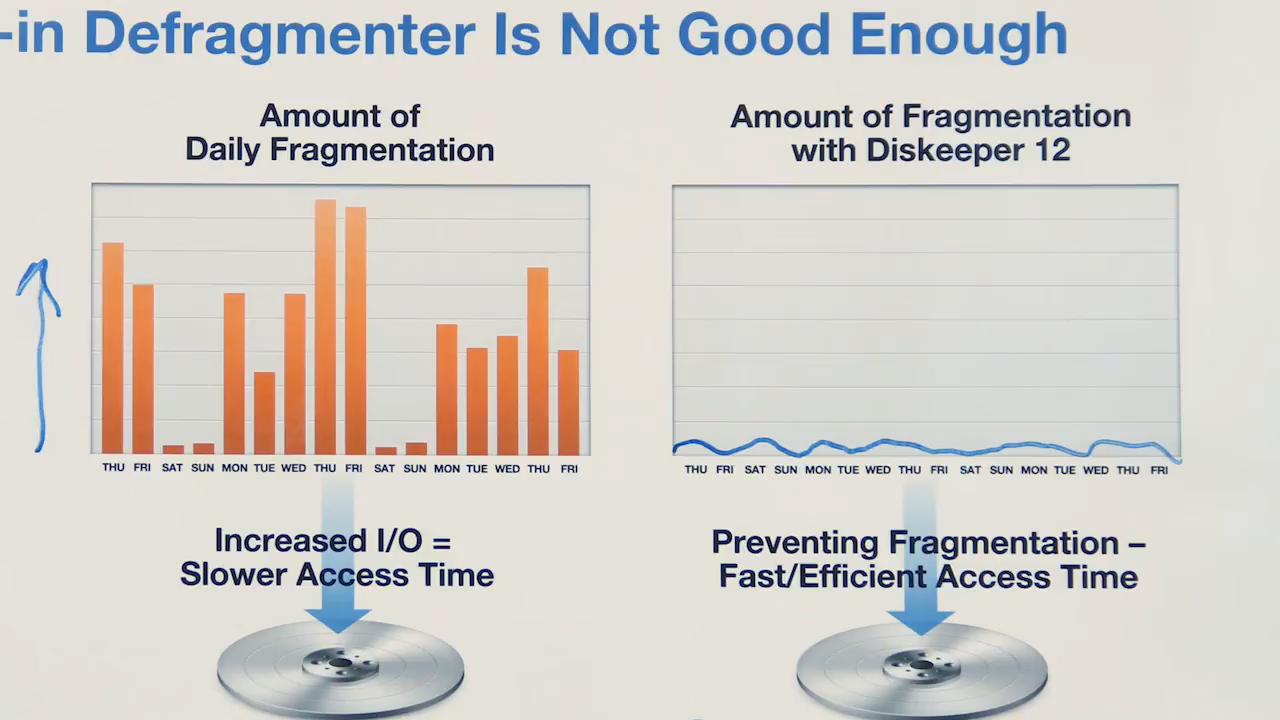 -in Defragmenter Is Not Good Enough
Amount of
Daily Fragmentation
THU FRI SAT SUN MON TUE WED THU FRI SAT SUN MON TUE WED THU FRI
Increased I/O =
Slower Access Time
Amount of Fragmentation
with Diskeeper 12
THU FRI SAT SUN MON TUE WED THU FRI SAT SUN MON TUE WED THU FRI
Preventing Fragmentation –
Fast/Efficient Access Time